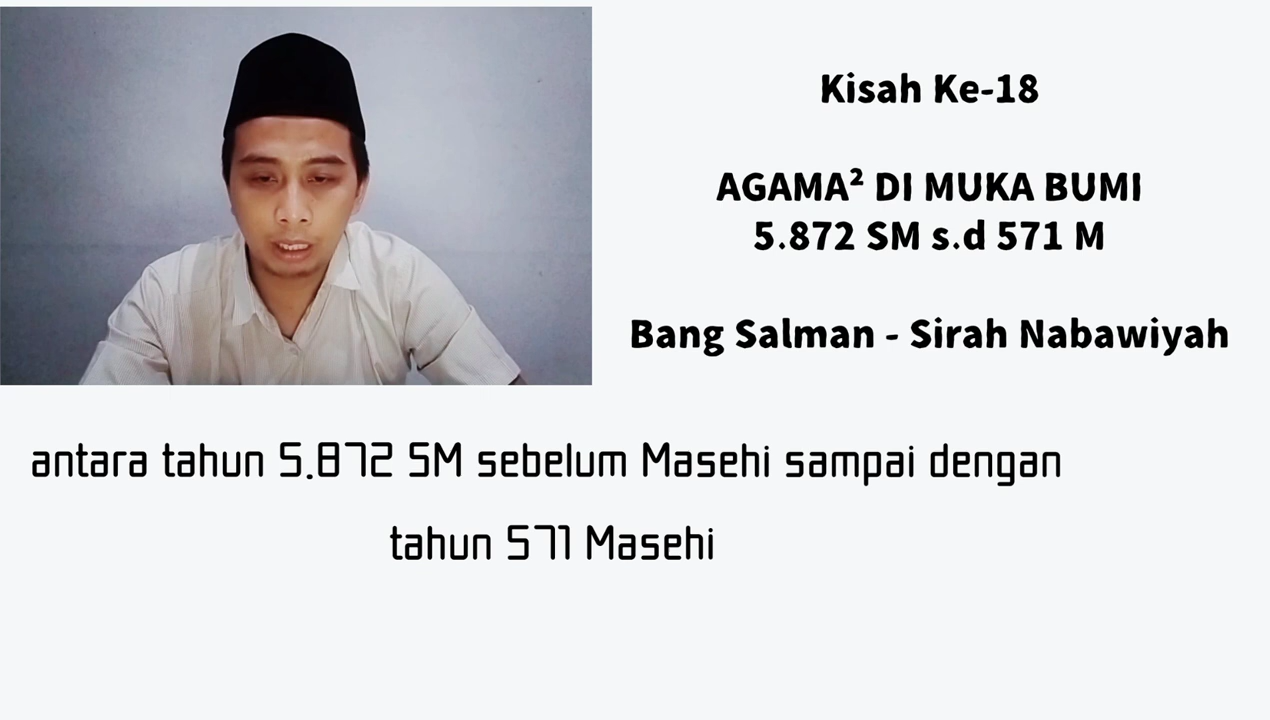 Kisah Ke-18
AGAMA² DI MUKA BUMI
5.872 SM s.d 571 M
Bang Salman - Sirah Nabawiyah
antara tahun 5.872 SM sebelum Masehi sampai dengan
tahun 571 Masehi